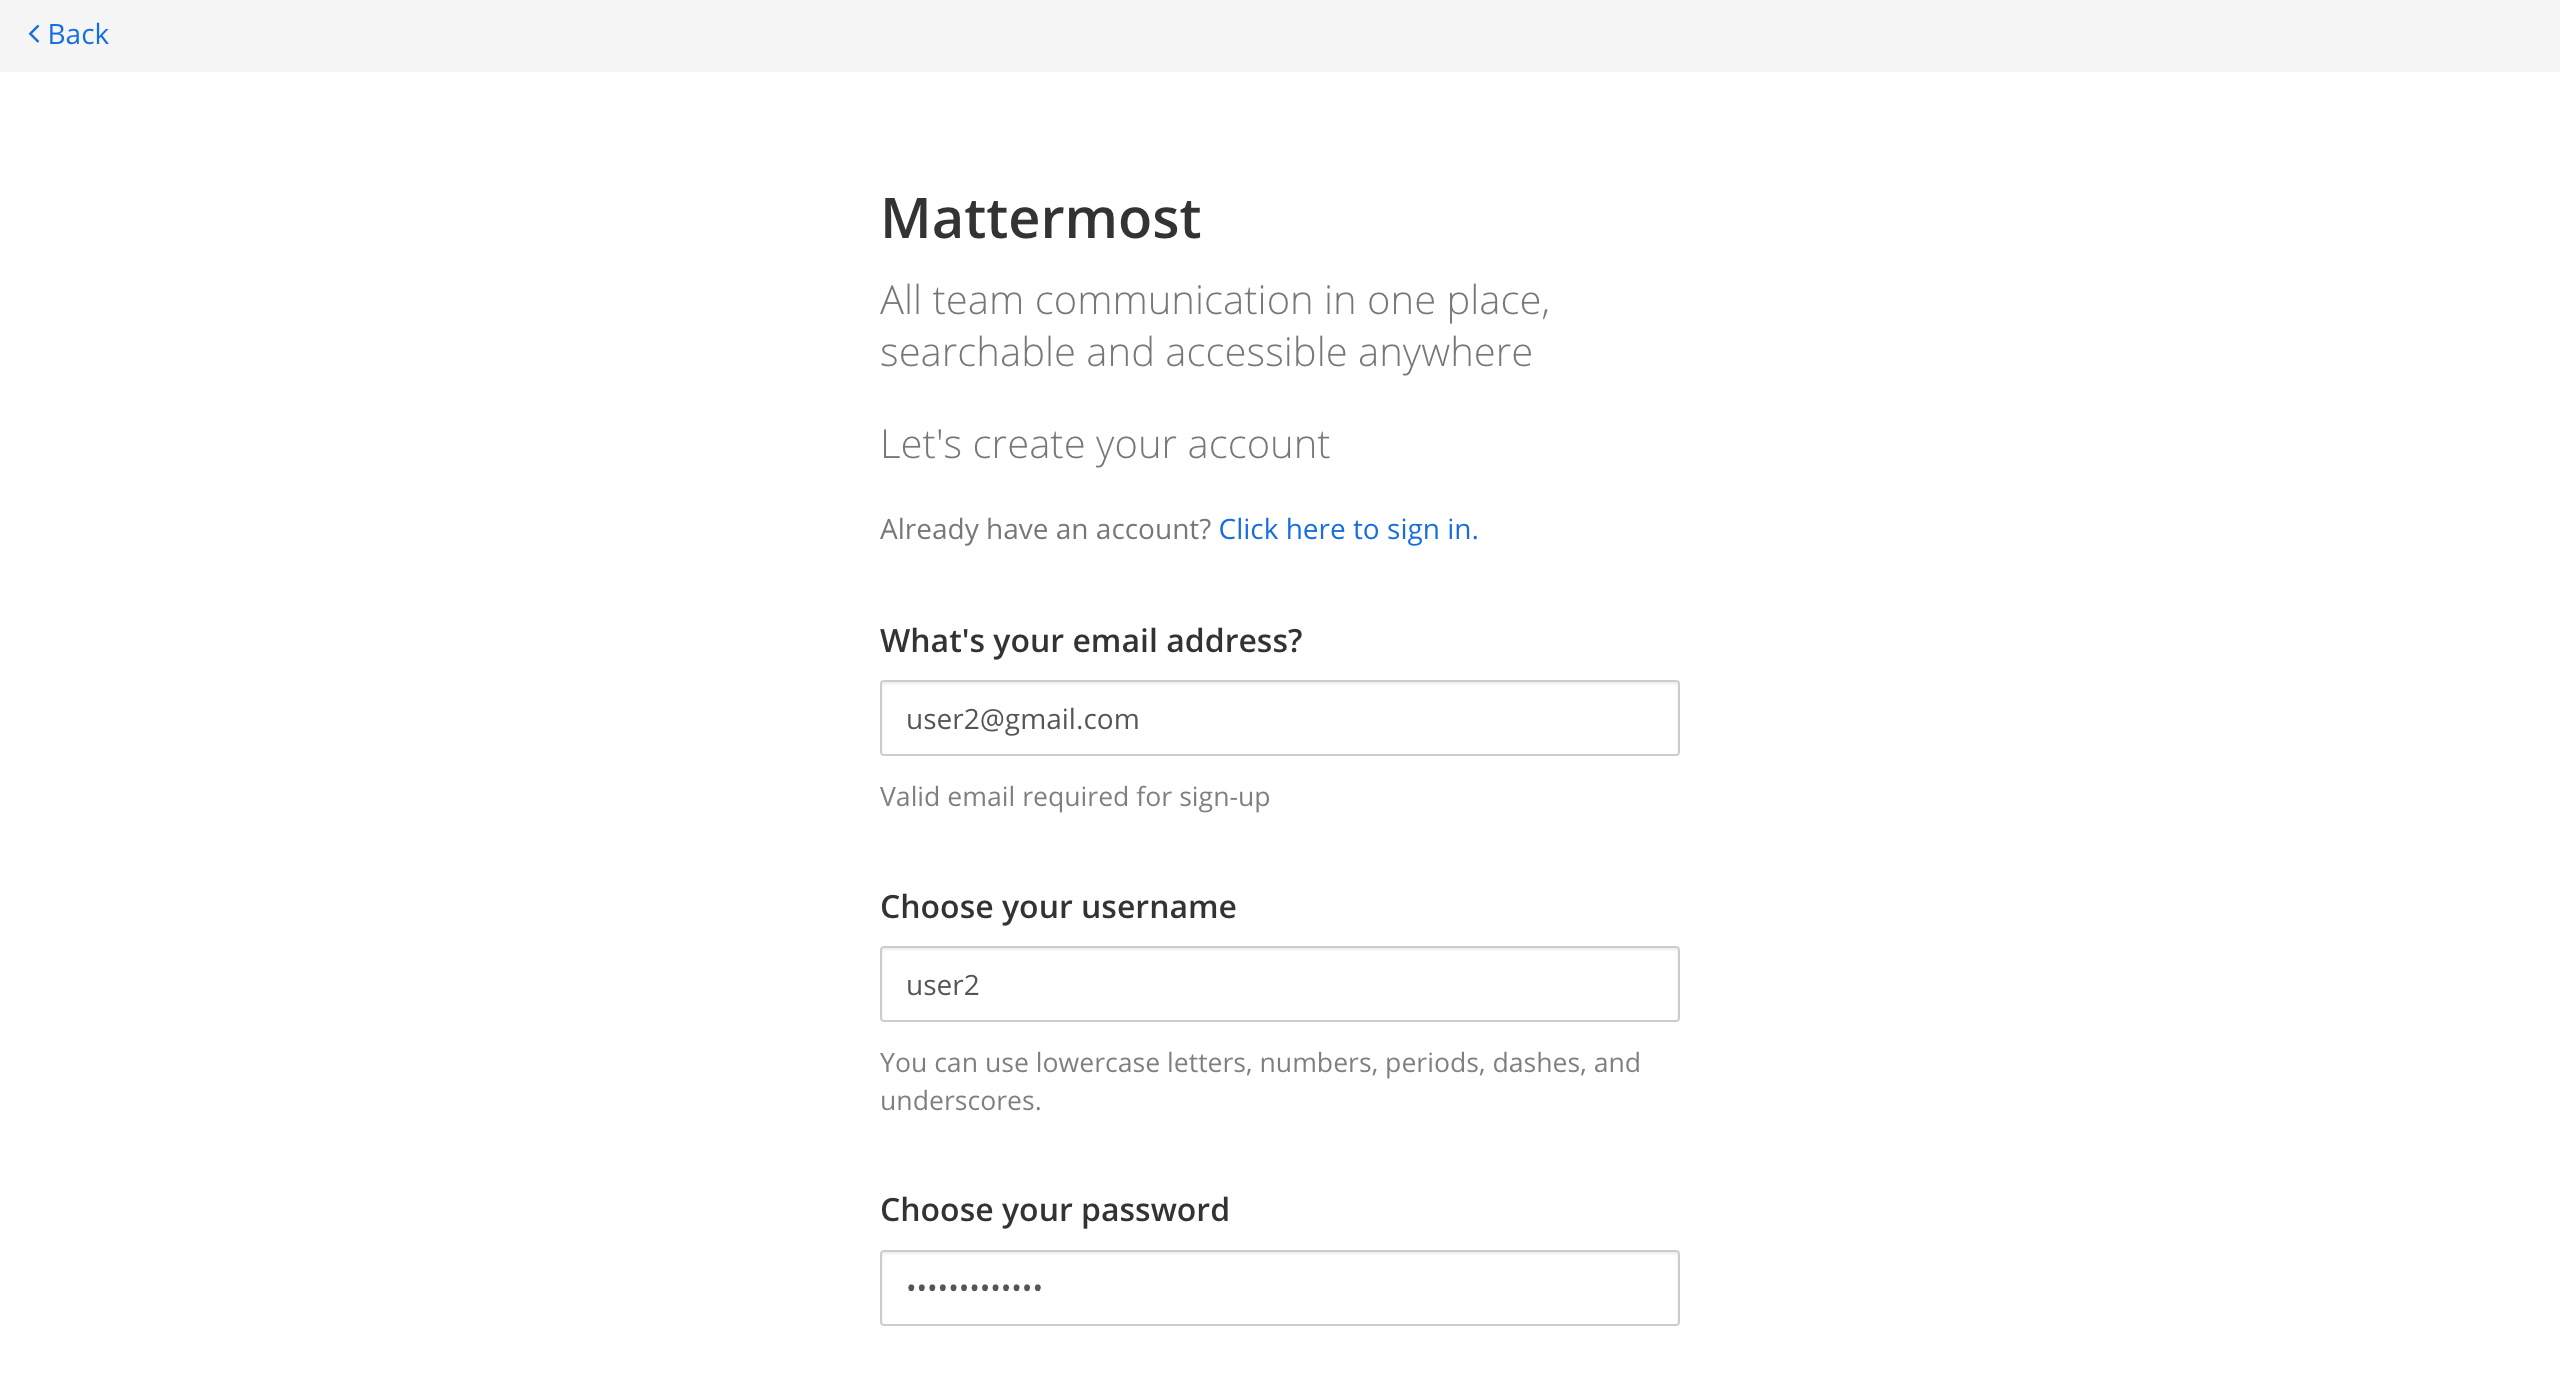 Back
Mattermost
All team communication in one place,
searchable and accessible anywhere
Let's create your account
Already have an account? Click here to sign in.
What's your email address?
user2@gmail.com
Valid email required for sign-up
Choose your username
user2
You can use lowercase letters, numbers, periods, dashes, and
underscores.
Choose your password
•••••••••••••